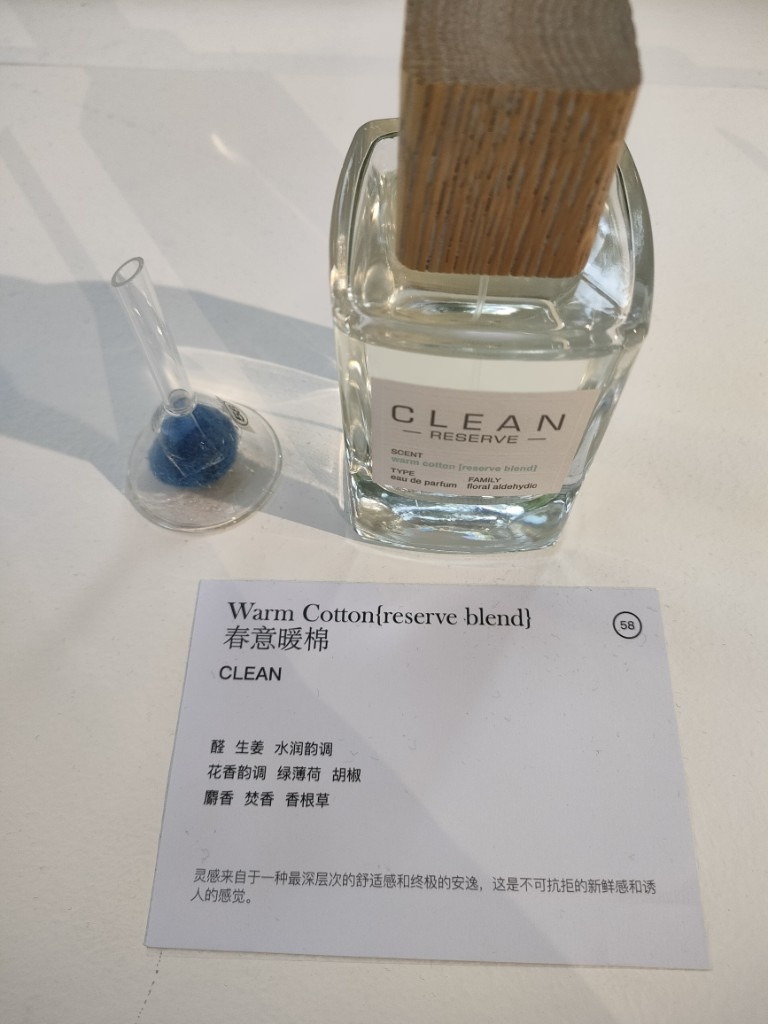 CLEAN
RESERVE
SCENT
warm cotton [reserve blend]
TYPE FAMILY
eau de parfum floral aldehydic
Warm Cotton{reserve blend}
58
春意暖棉
CLEAN
醛 生姜 水润韵调
花香韵调 绿薄荷 胡椒
麝香 焚香 香根草
灵感来自于一种最深层次的舒适感和终极的安逸，这是不可抗拒的新鲜感和诱
人的感觉。